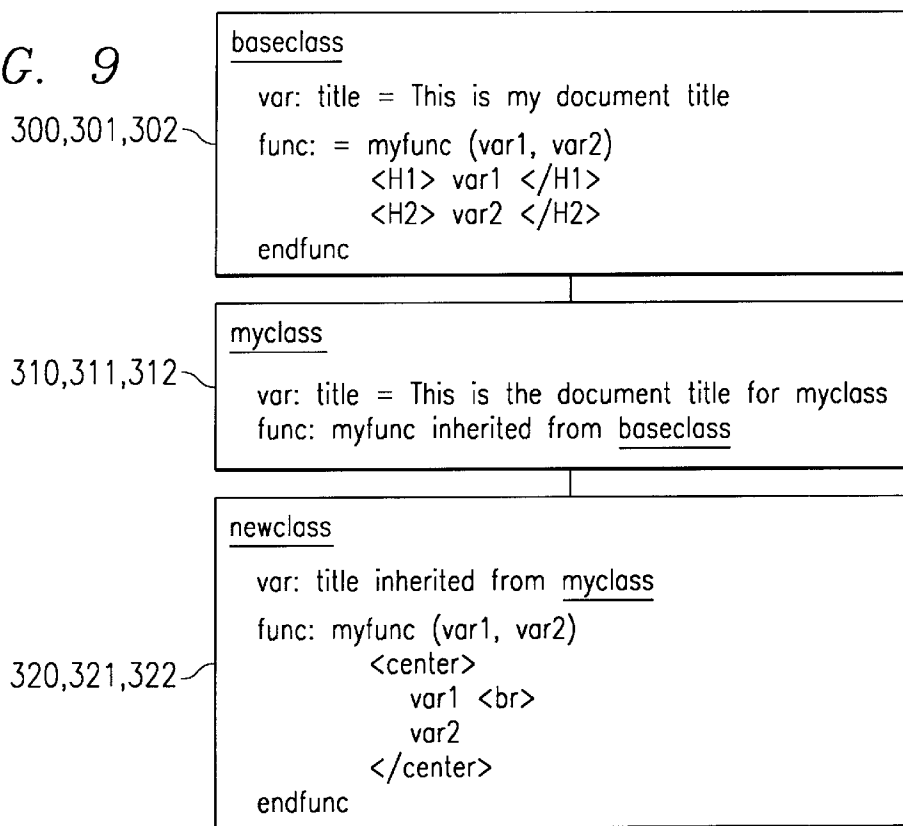 G. 9
baseclass
var: title = This is my document title
300,301,302
func: = myfunc (var1, var2)
<H1> var1 </H1>
<H2> var2 </H2>
endfunc
myclass
310,311,312
var: title = This is the document title for myclass
func: myfunc inherited from baseclass
newclass
var: title inherited from myclass
func: myfunc (var1, var2)
<center>
320,321,322
var1 <br>
var2
</center>
endfunc